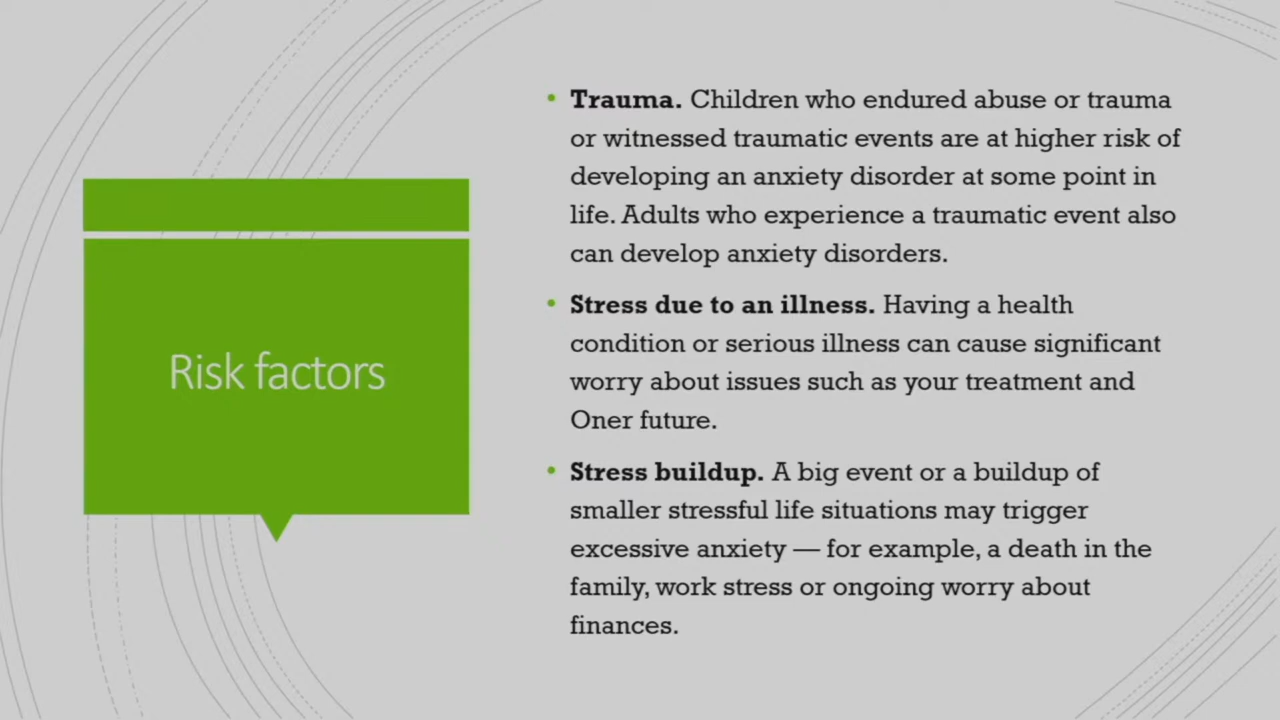 Risk factors
• Trauma. Children who endured abuse or trauma
or witnessed traumatic events are at higher risk of
developing an anxiety disorder at some point in
life. Adults who experience a traumatic event also
can develop anxiety disorders.
• Stress due to an illness. Having a health
condition or serious illness can cause significant
worry about issues such as your treatment and
Oner future.
• Stress buildup. A big event or a buildup of
smaller stressful life situations may trigger
excessive anxiety — for example, a death in the
family, work stress or ongoing worry about
finances.